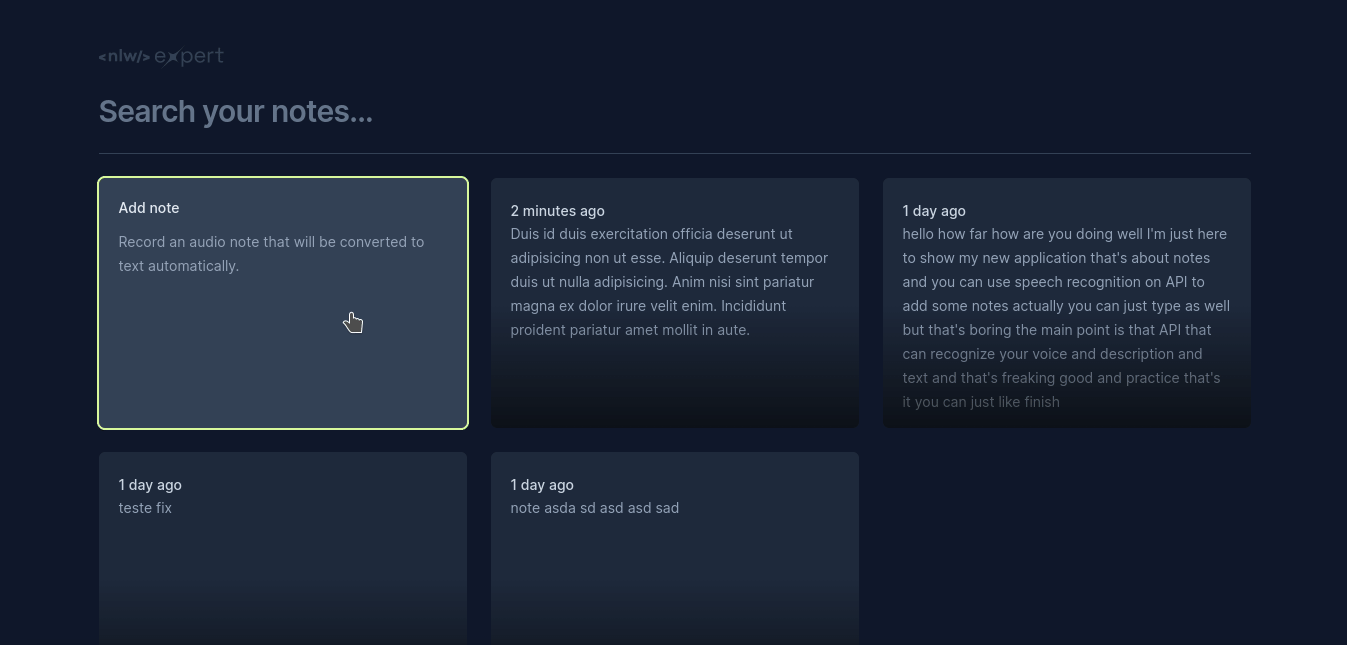 <nlw/> expert
Search your notes...
Add note
Record an audio note that will be converted to
text automatically.
2 minutes ago
Duis id duis exercitation officia deserunt ut
adipisicing non ut esse. Aliquip deserunt tempor
duis ut nulla adipisicing. Anim nisi sint pariatur
magna ex dolor irure velit enim. Incididunt
proident pariatur amet mollit in aute.
1 day ago
hello how far how are you doing well I'm just here
to show my new application that's about notes
and you can use speech recognition on API to
add some notes actually you can just type as well
but that's boring the main point is that API that
can recognize your voice and description and
text and that's freaking good and practice that's
it you can just like finish
1 day ago
teste fix
1 day ago
note asda sd asd asd sad